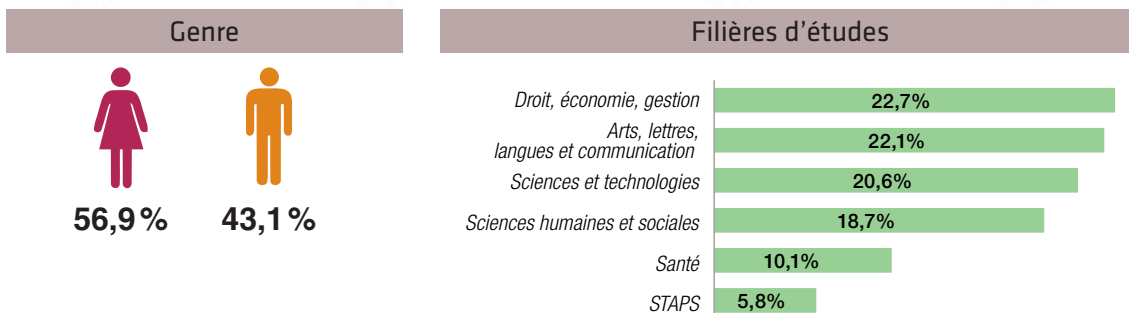 Genre
56,9 %
43,1 %
Filières d'études
Droit, économie, gestion
22,7%
Arts, lettres,
langues et communication
22,1%
Sciences et technologies
20,6%
Sciences humaines et sociales
18,7%
Santé
10,1%
STAPS
5,8%